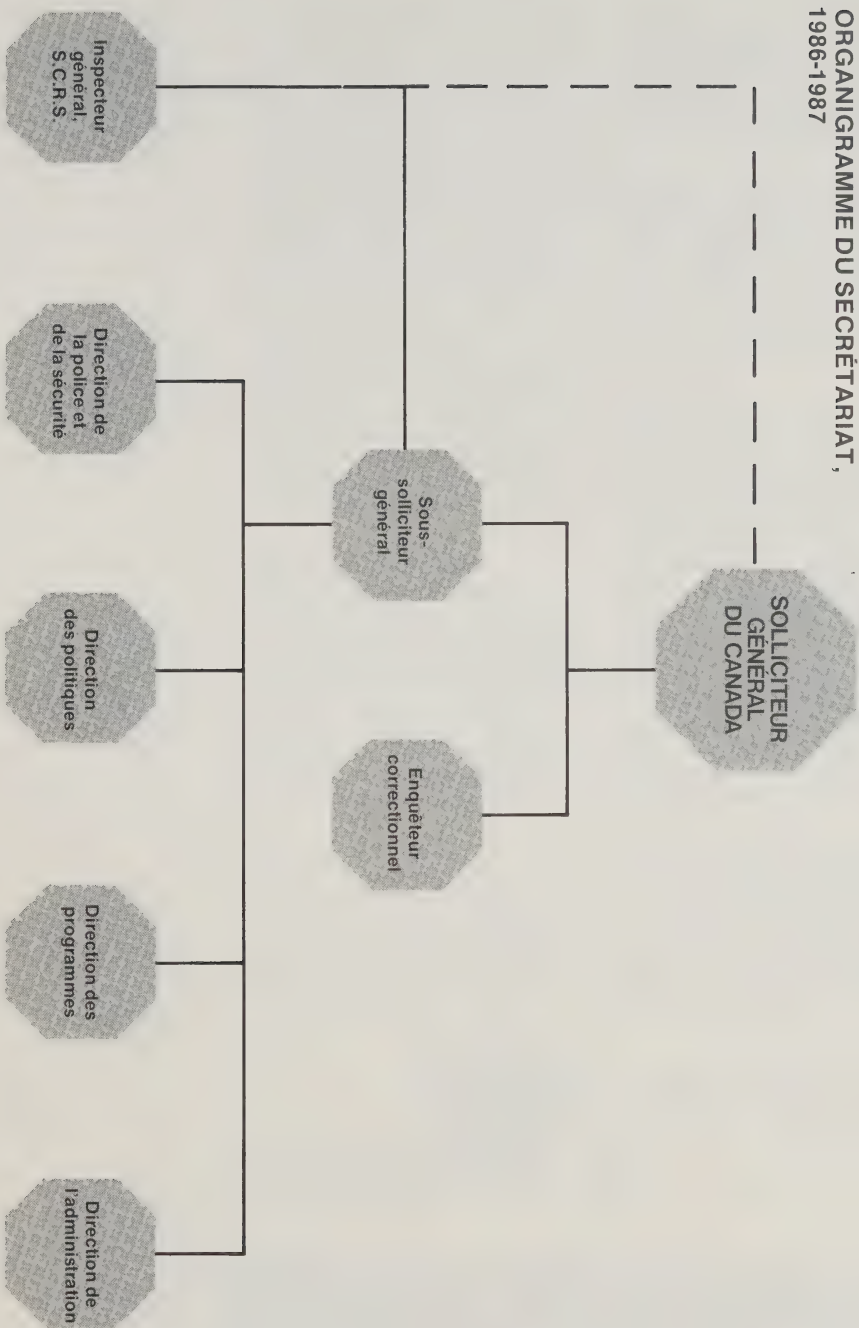 ORGANIGRAMME DU SECRÉTARIAT,
1986-1987
SOLLICITEUR
GÉNÉRAL
DU CANADA
Sous-
solliciteur
général
Enquêteur
correctionnel
Inspecteur
général,
S.C.R.S.
Direction de
la police et
de la sécurité
Direction
des politiques
Direction des
programmes
Direction de
l'administration